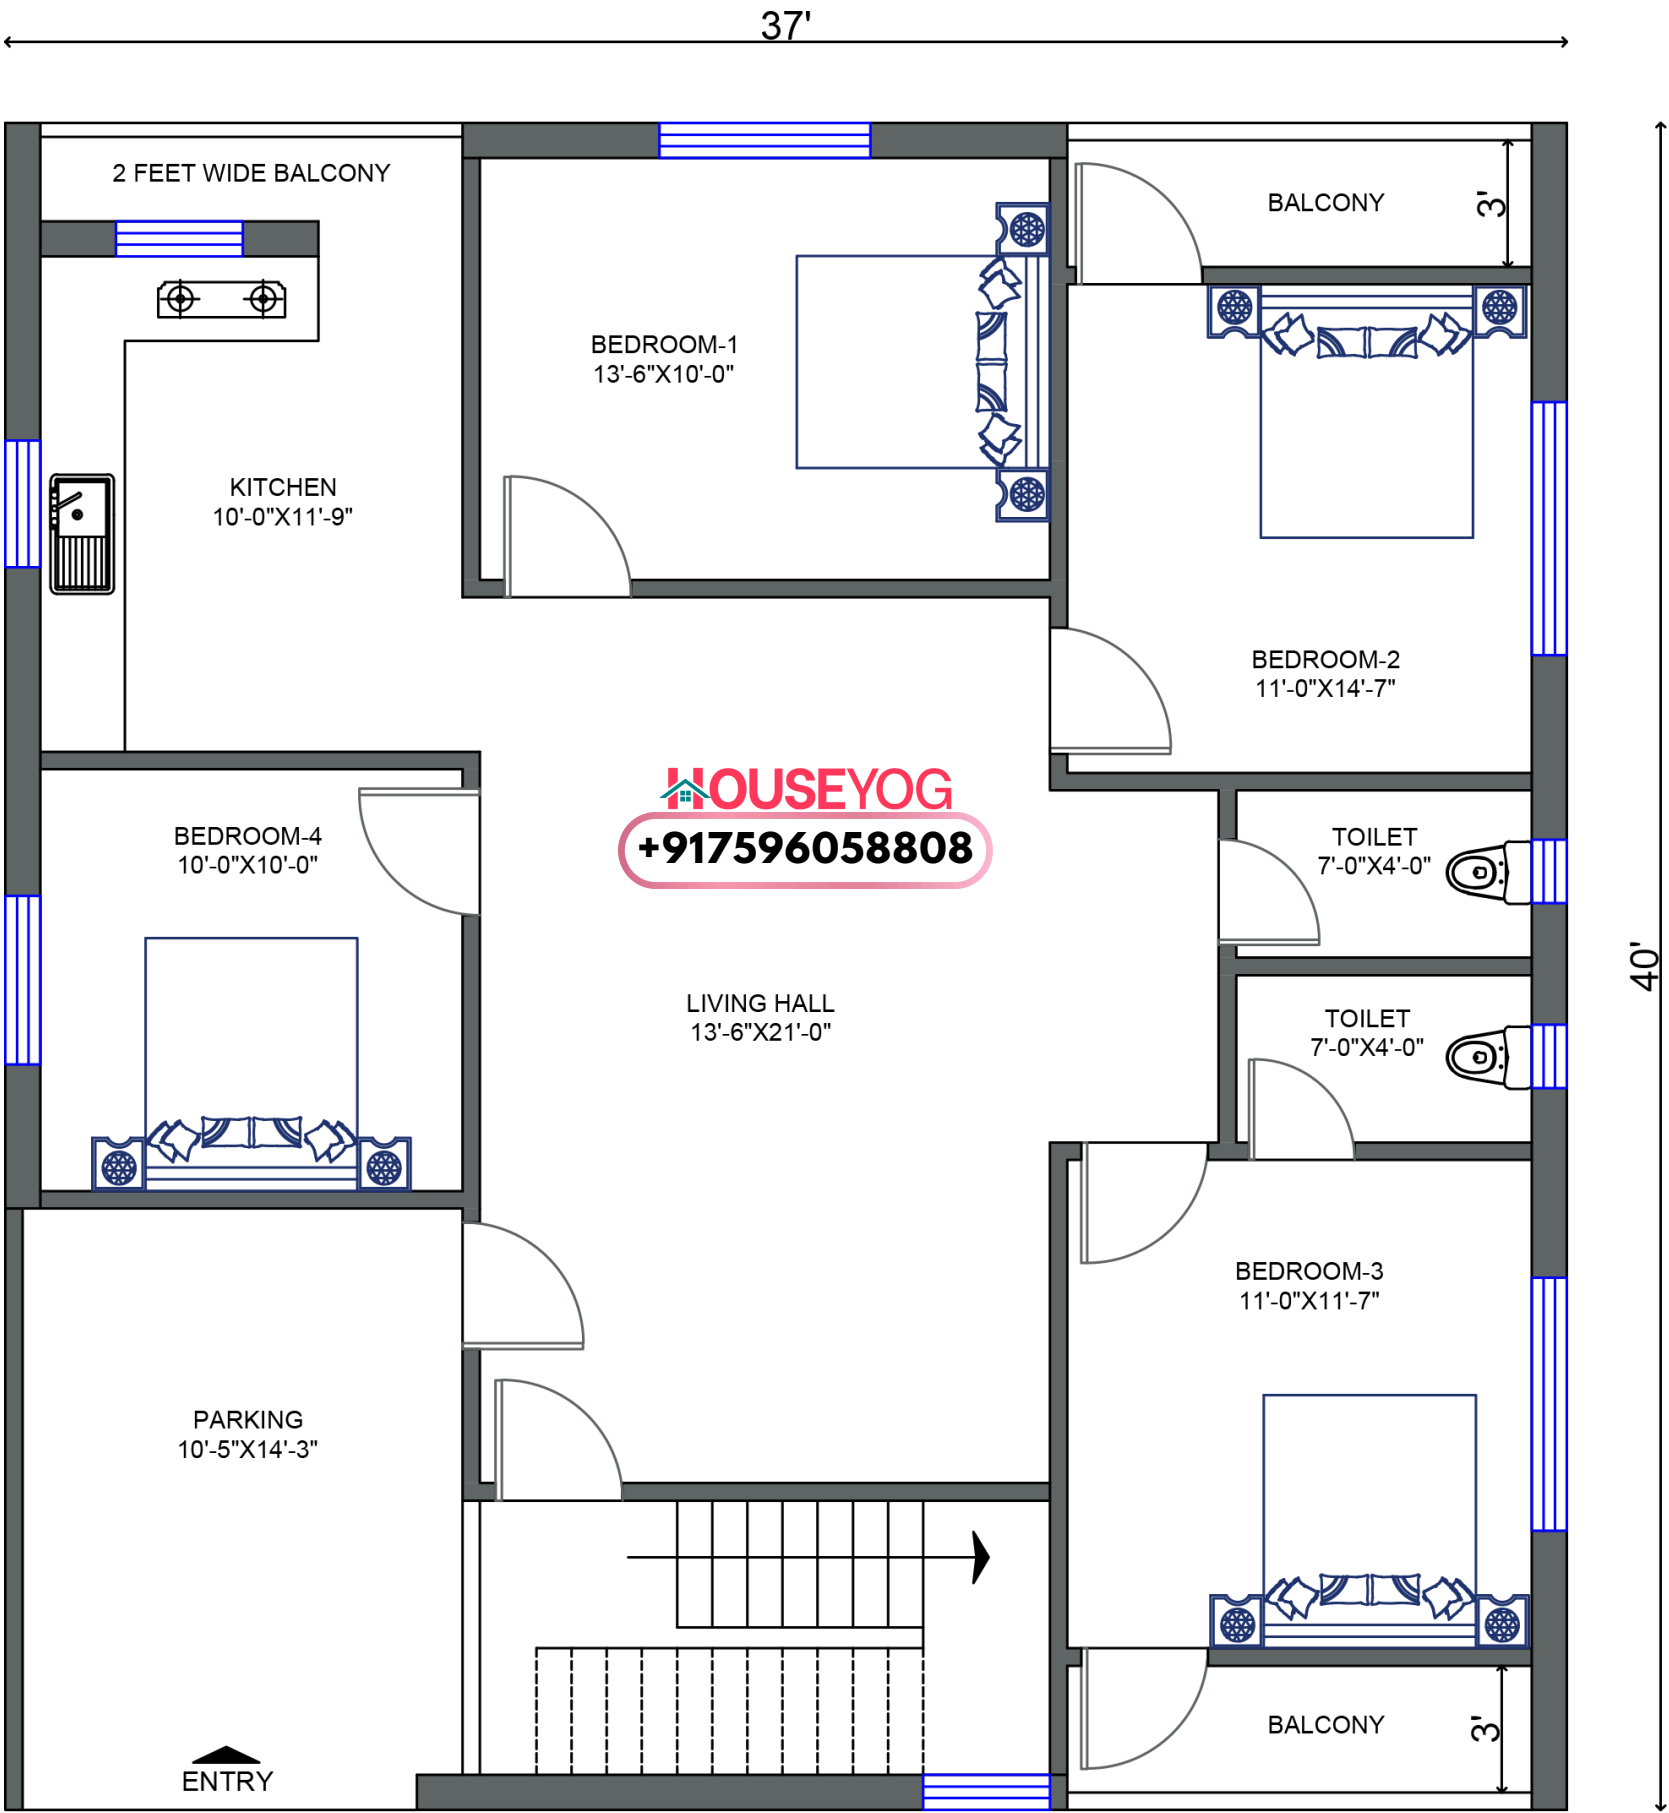 37'
2 FEET WIDE BALCONY
BALCONY
3'
BEDROOM-1
13'-6"X10'-0"
KITCHEN
10'-0"X11'-9"
BEDROOM-2
11'-0"X14'-7"
HOUSEYOG
+917596058808
BEDROOM-4
10'-0"X10'-0"
TOILET
7'-0"X4'-0"
40'
LIVING HALL
13'-6"X21'-0"
TOILET
7'-0"X4'-0"
BEDROOM-3
11'-0"X11'-7"
PARKING
10'-5"X14'-3"
BALCONY
3'
ENTRY